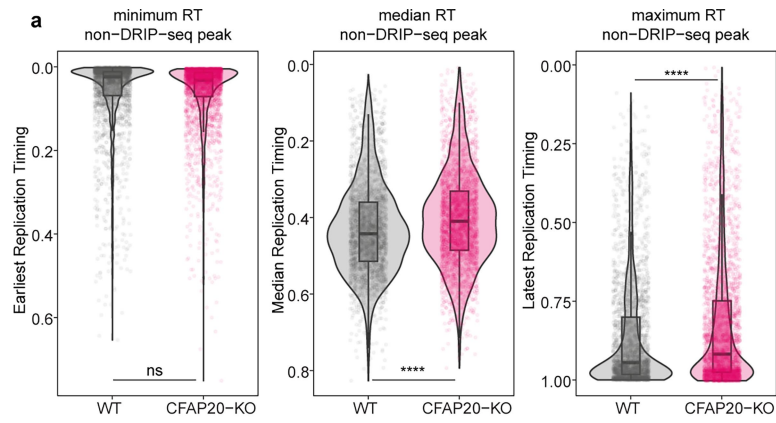 a
minimum RT
non−DRIP−seq peak
Earliest Replication Timing
0.0
0.2
0.4
0.6
ns
WT
CFAP20−KO
median RT
non−DRIP−seq peak
Median Replication Timing
0.0
0.2
0.4
0.6
0.8
****
WT
CFAP20−KO
maximum RT
non−DRIP−seq peak
Latest Replication Timing
0.00
0.25
0.50
0.75
1.00
****
WT
CFAP20−KO